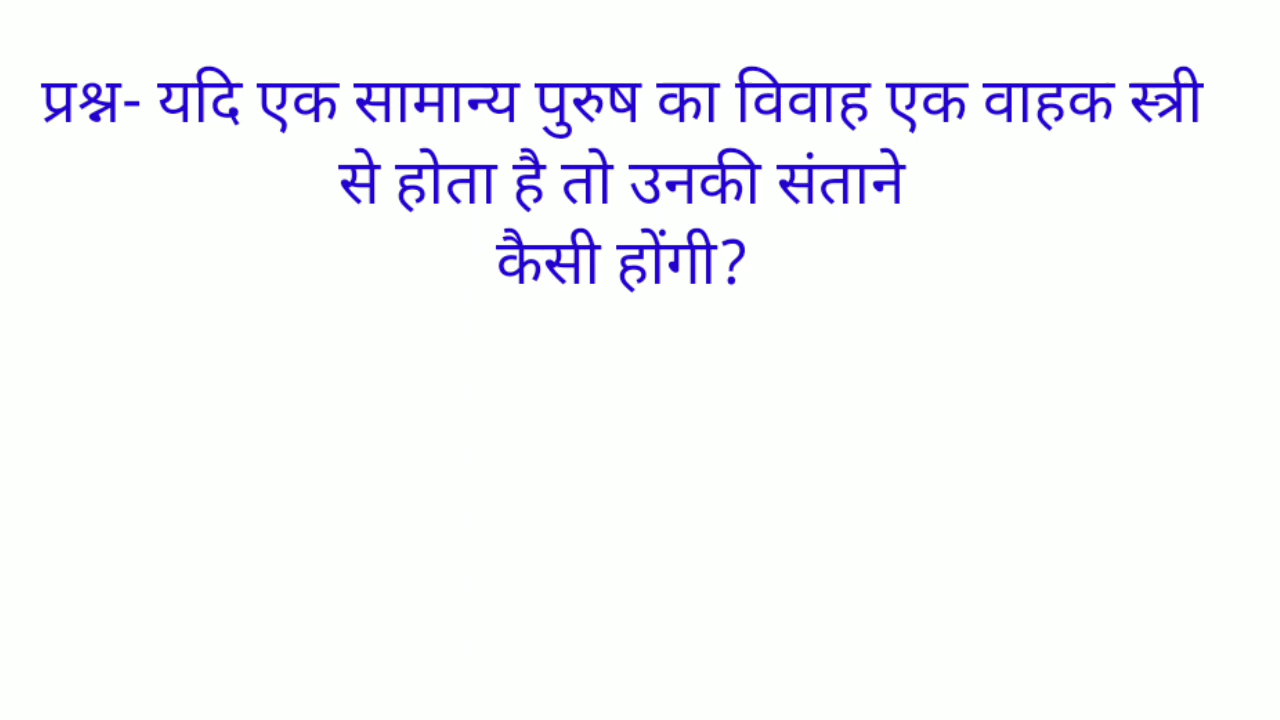 प्रश्न- यदि एक सामान्य पुरुष का विवाह एक वाहक स्त्री
से होता है तो उनकी संताने
कैसी होंगी?